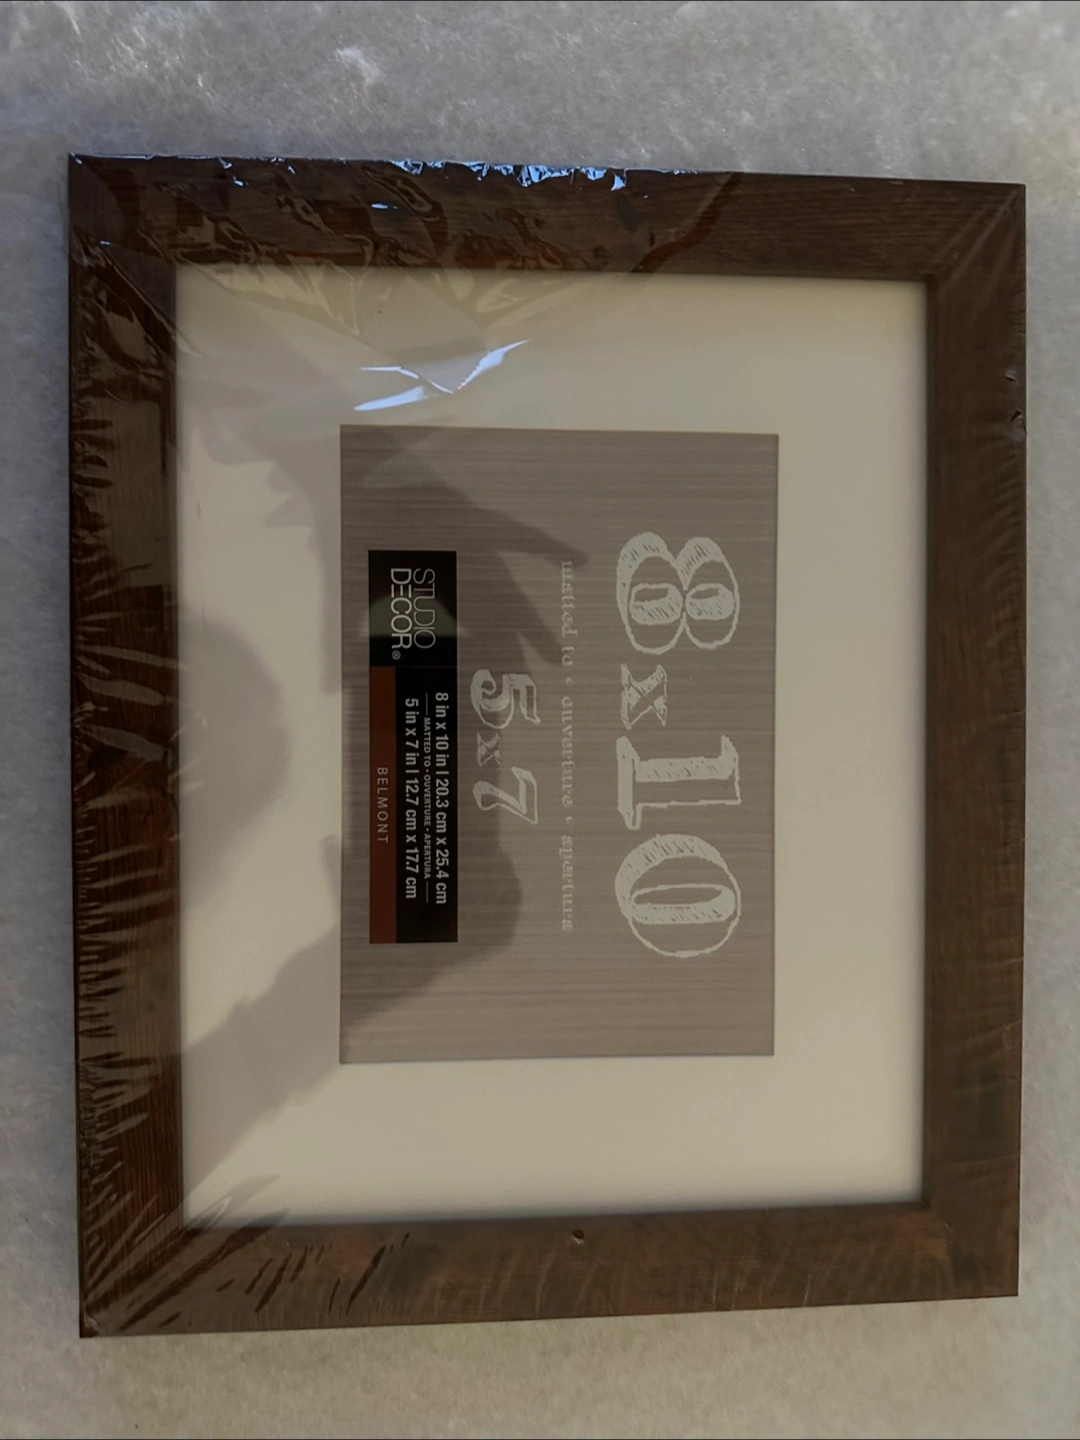 8x10
matted to • ouverture • apertura
5x7
STUDIO
DECOR®
8 in x 10 in | 20.3 cm x 25.4 cm
MATTED TO • OUVERTURE • APERTURA
5 in x 7 in | 12.7 cm x 17.7 cm
BELMONT